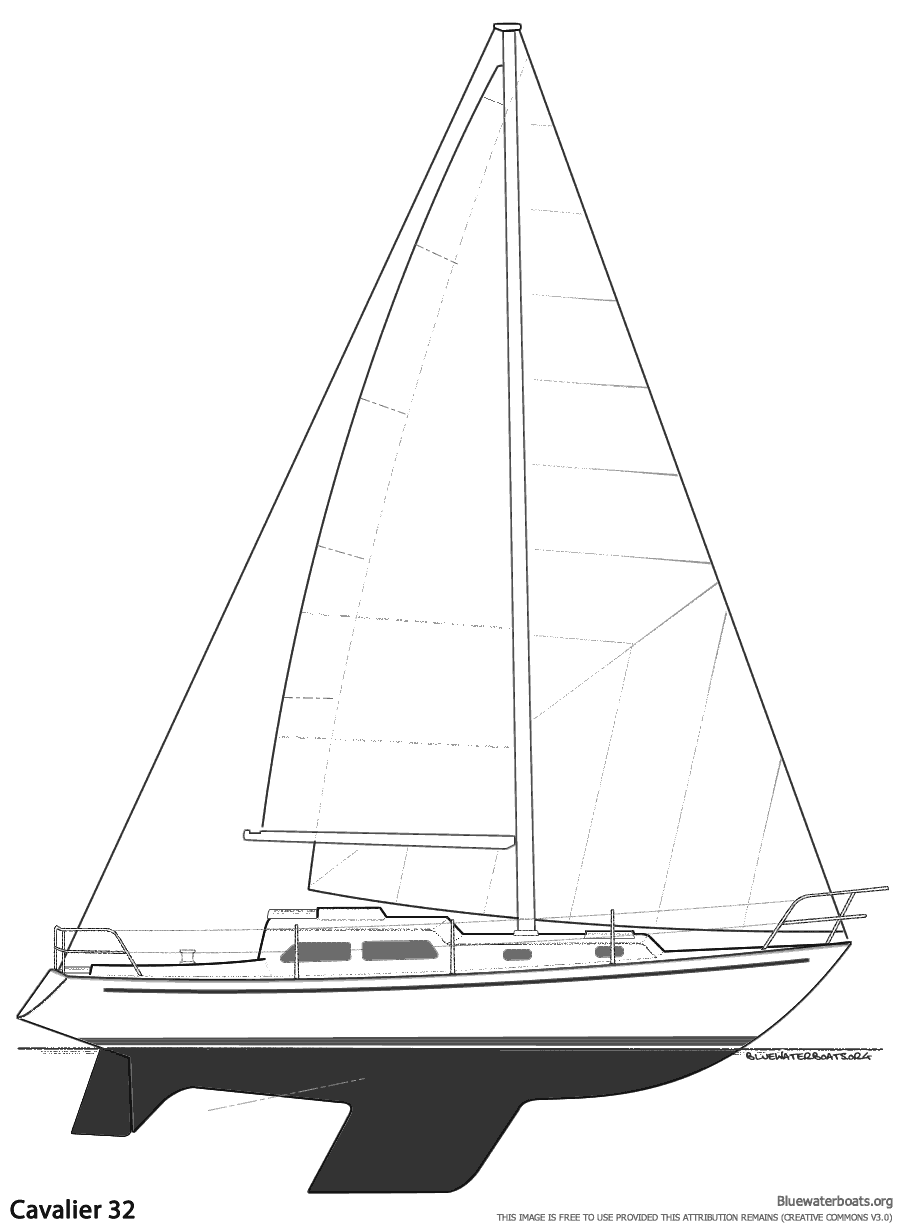 BLUEWATERBOATS.ORG
Cavalier 32
Bluewaterboats.org
THIS IMAGE IS FREE TO USE PROVIDED THIS ATTRIBUTION REMAINS (CREATIVE COMMONS V3.0)